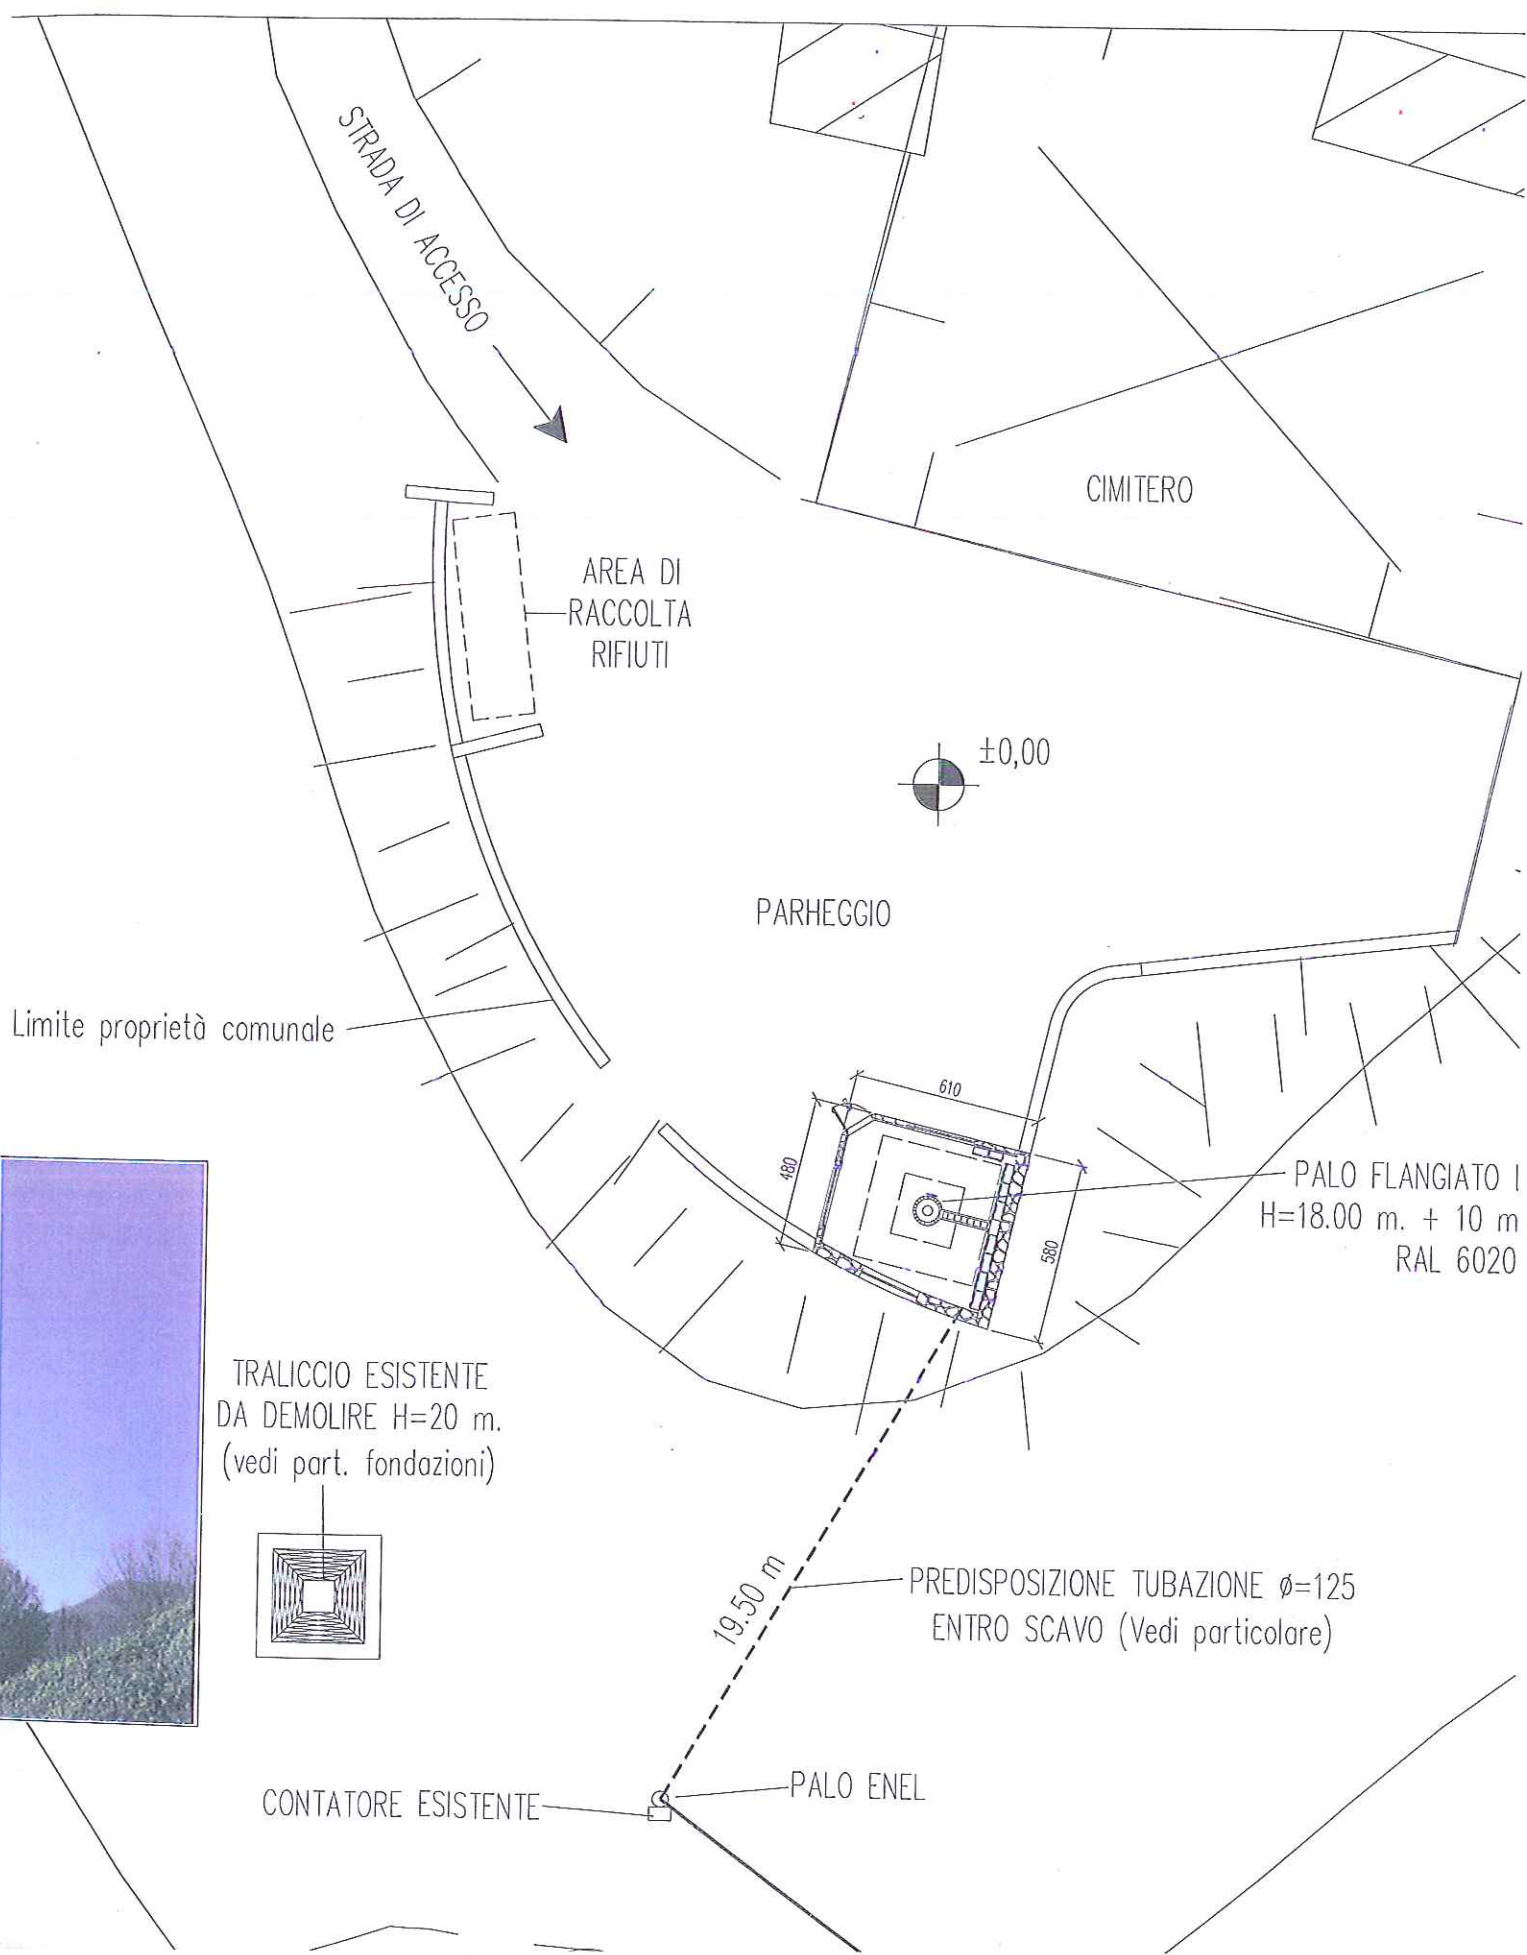 STRADA DI ACCESSO
CIMITERO
AREA DI
RACCOLTA
RIFIUTI
±0,00
PARHEGGIO
Limite proprietà comunale
610
480
580
PALO FLANGIATO
H=18.00 m. + 10 m
RAL 6020
TRALICCIO ESISTENTE
DA DEMOLIRE H=20 m.
(vedi part. fondazioni)
19.50 m
PREDISPOSIZIONE TUBAZIONE ø=125
ENTRO SCAVO (Vedi particolare)
CONTATORE ESISTENTE
PALO ENEL